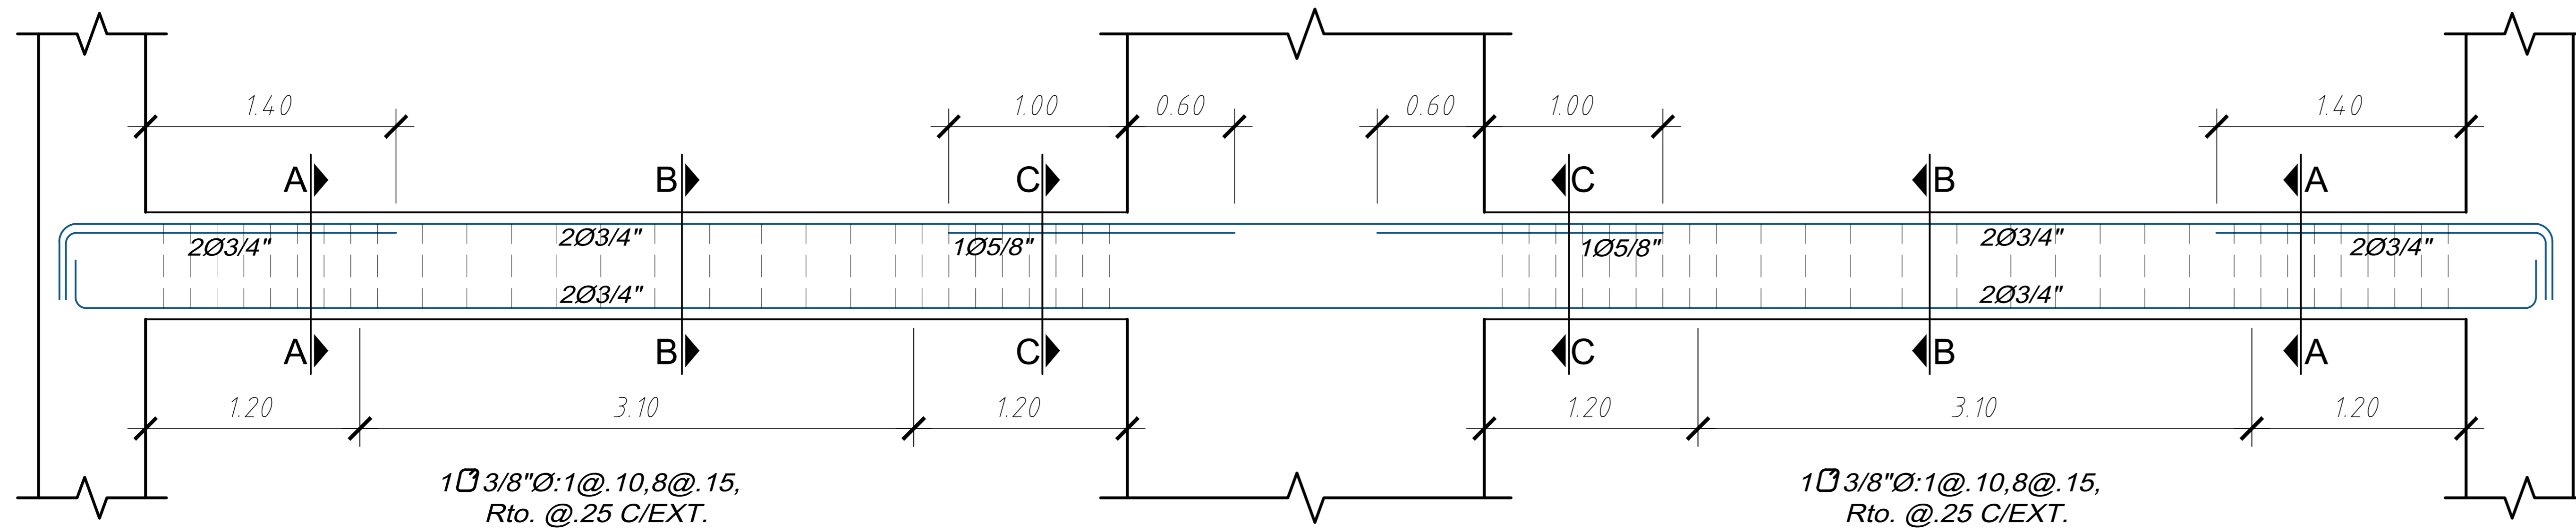 1.40
1.00
0.60
0.60
1.00
1.40
A
B
C
C
B
A
2Ø3/4"
2Ø3/4"
1Ø5/8"
1Ø5/8"
2Ø3/4"
2Ø3/4"
2Ø3/4"
2Ø3/4"
A
B
C
C
B
A
1.20
3.10
1.20
1.20
3.10
1.20
1 3/8"Ø:1@.10,8@.15,
Rto. @.25 C/EXT.
1 3/8"Ø:1@.10,8@.15,
Rto. @.25 C/EXT.